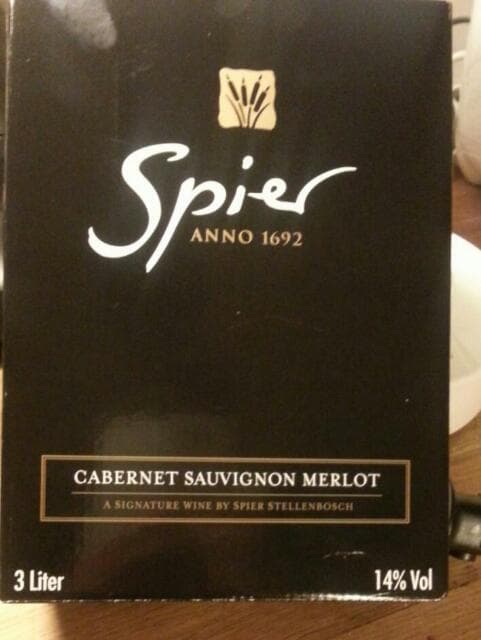 Spier
ANNO 1692
CABERNET SAUVIGNON MERLOT
A SIGNATURE WINE BY SPIER STELLENBOSCH
3 Liter 14% Vol